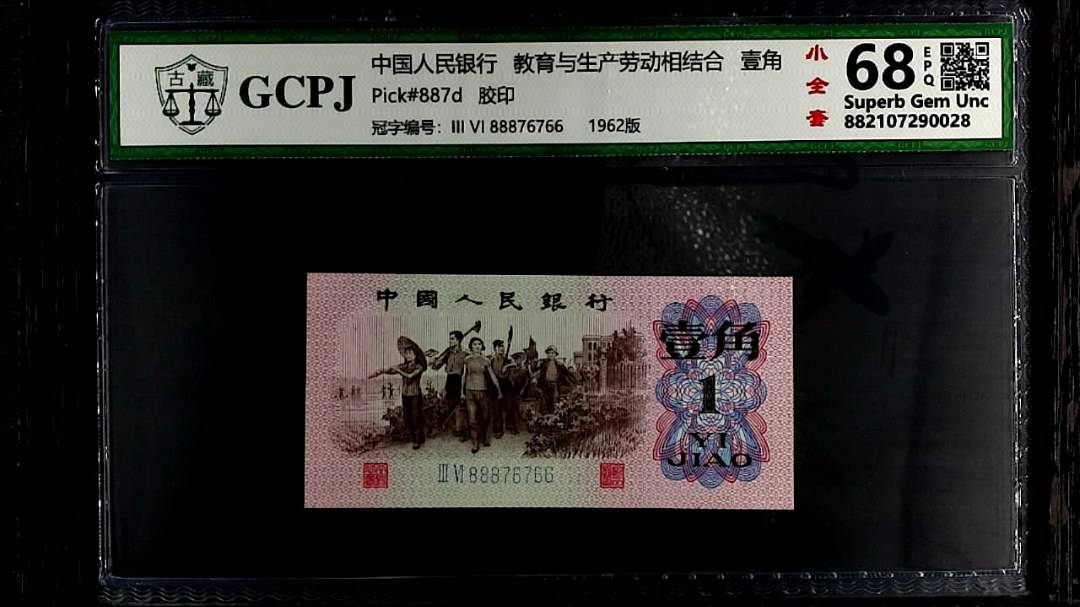 古 藏
GCPJ
中国人民银行 教育与生产劳动相结合 壹角
Pick#887d 胶印
冠字编号: III VI 88876766 1962版
小全套
68
EPQ
Superb Gem Unc
882107290028
中國人民銀行
壹角
1
YI
JIAO
III VI 88876766